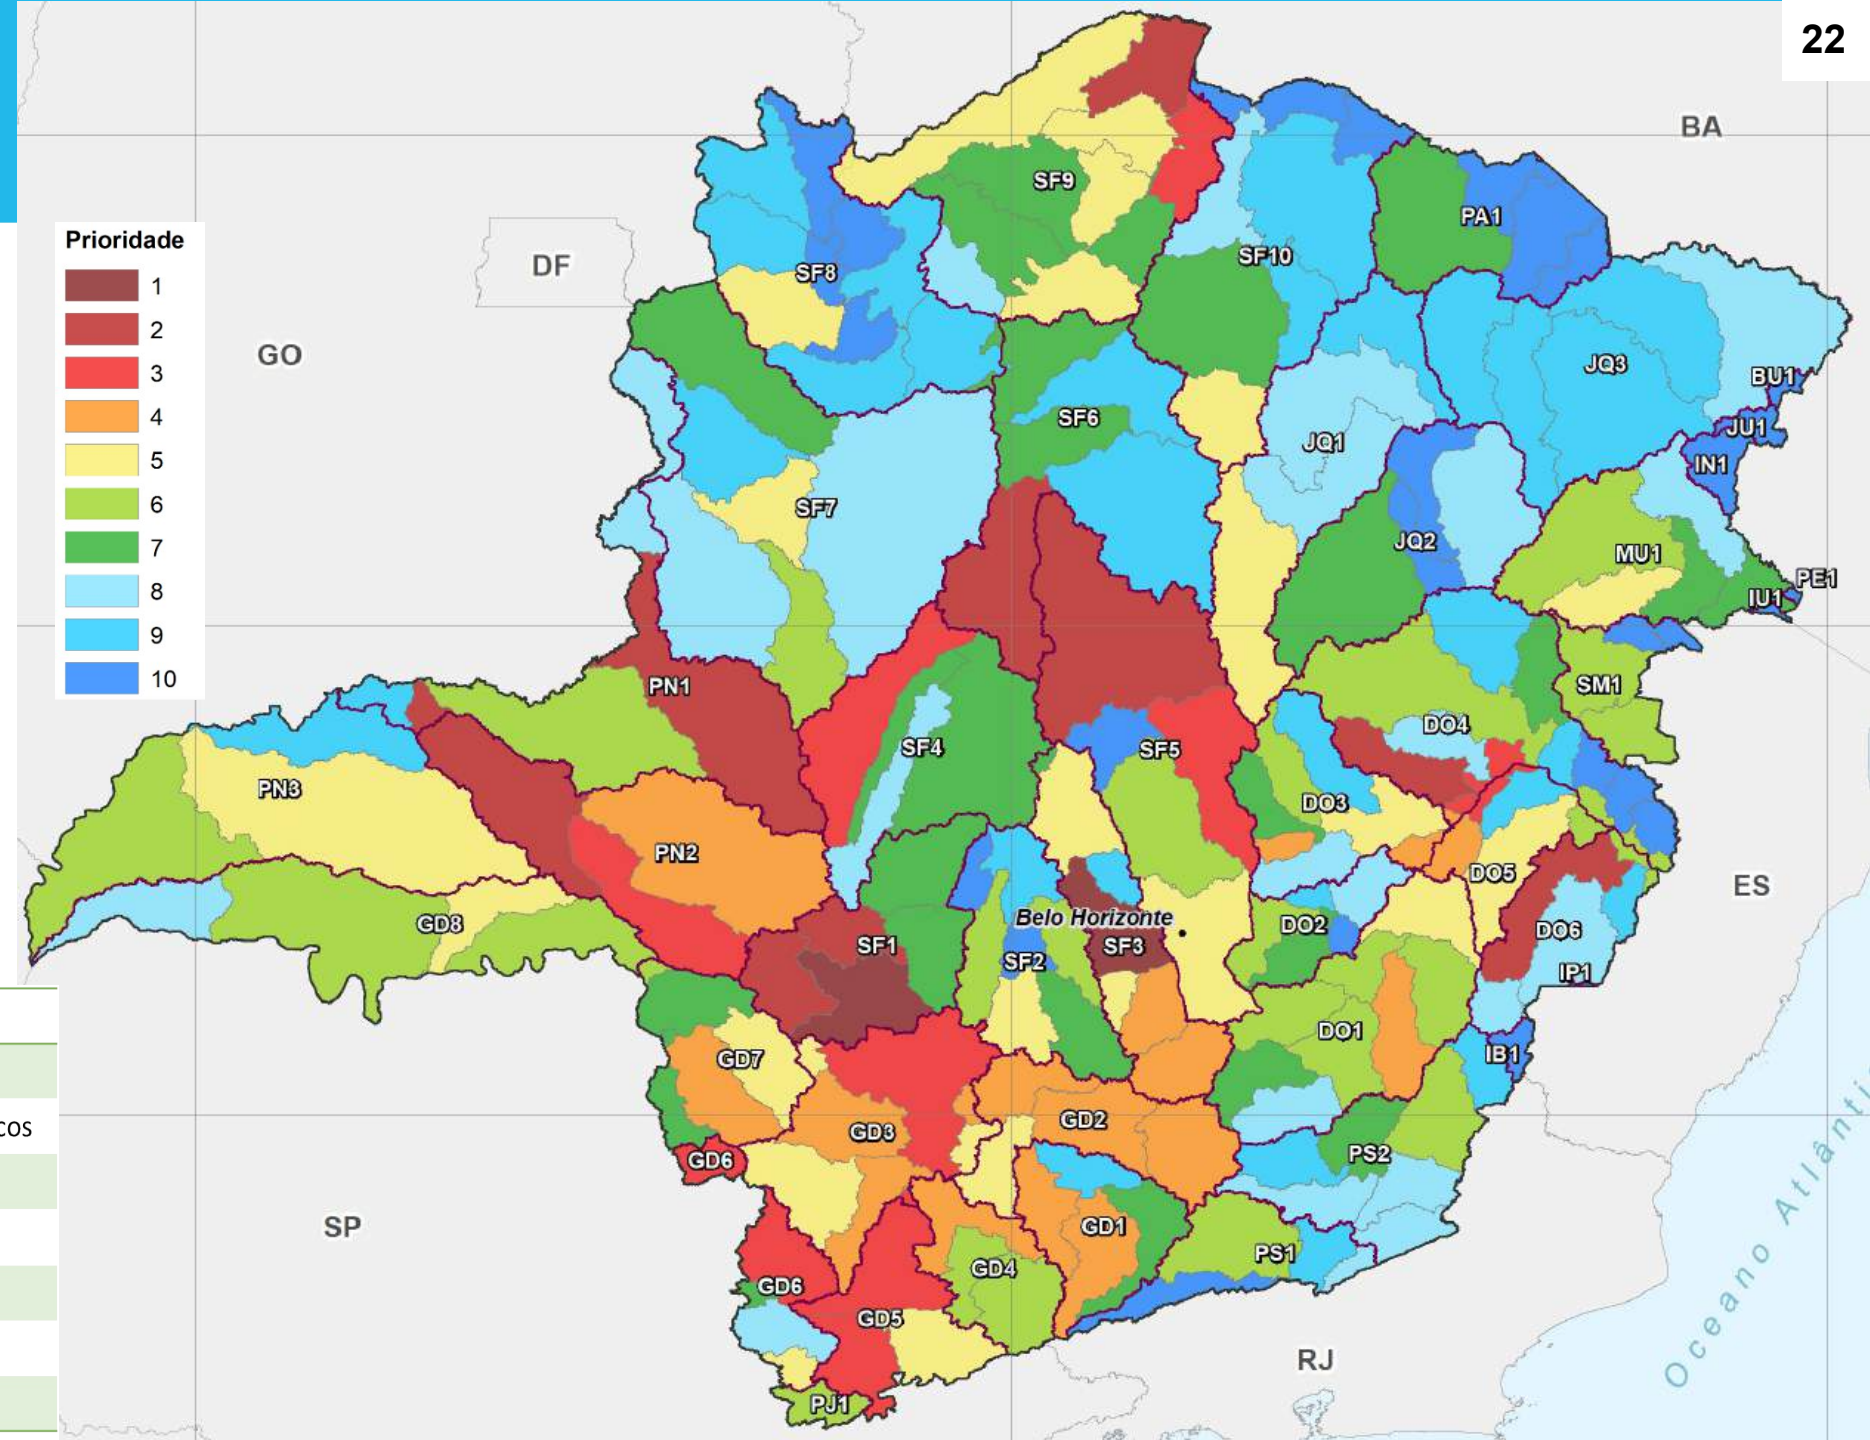 22
BA
DF
GO
Prioridade
1
2
3
4
5
6
7
8
9
10
SF9
PA1
SF10
SF8
JQ3
BU1
SF6
JU1
JQ1
IN1
SF7
JQ2
MU1
PE1
IU1
PN1
SM1
DO4
SF4
SF5
PN3
DO3
PN2
DO5
ES
GD8
Belo Horizonte
SF1
SF3
DO2
DO6
SF2
IP1
DO1
GD7
IB1
cos
GD3
GD2
PS2
GD6
SP
GD1
PS1
GD4
GD6
GD5
Oceano Atlânti
RJ
PJ1